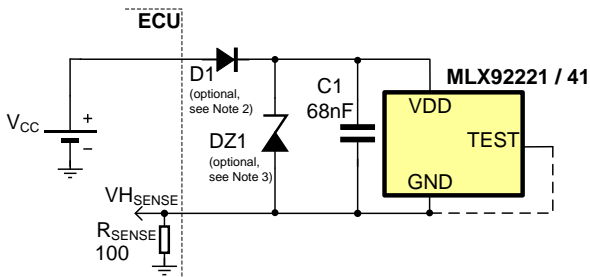 ECU
D1
(optional,
see Note 2)
C1
68nF
MLX92221 / 41
VDD
TEST
GND
VCC
+
–
DZ1
(optional,
see Note 3)
VHSENSE
RSENSE
100